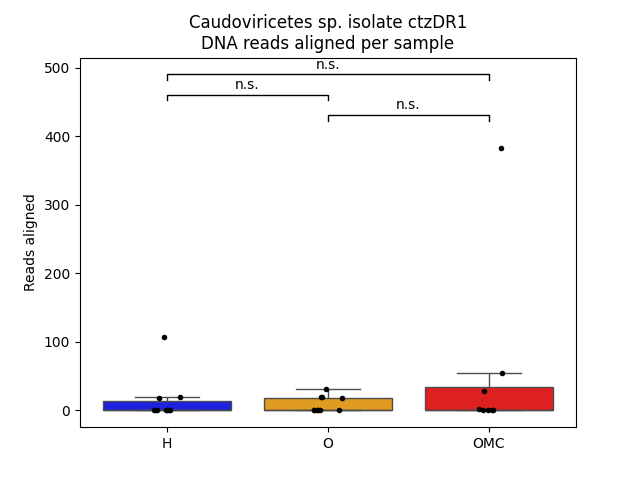 Caudoviricetes sp. isolate ctzDR1
DNA reads aligned per sample
500
400
300
200
100
0
Reads aligned
n.s.
n.s.
n.s.
H
O
OMC